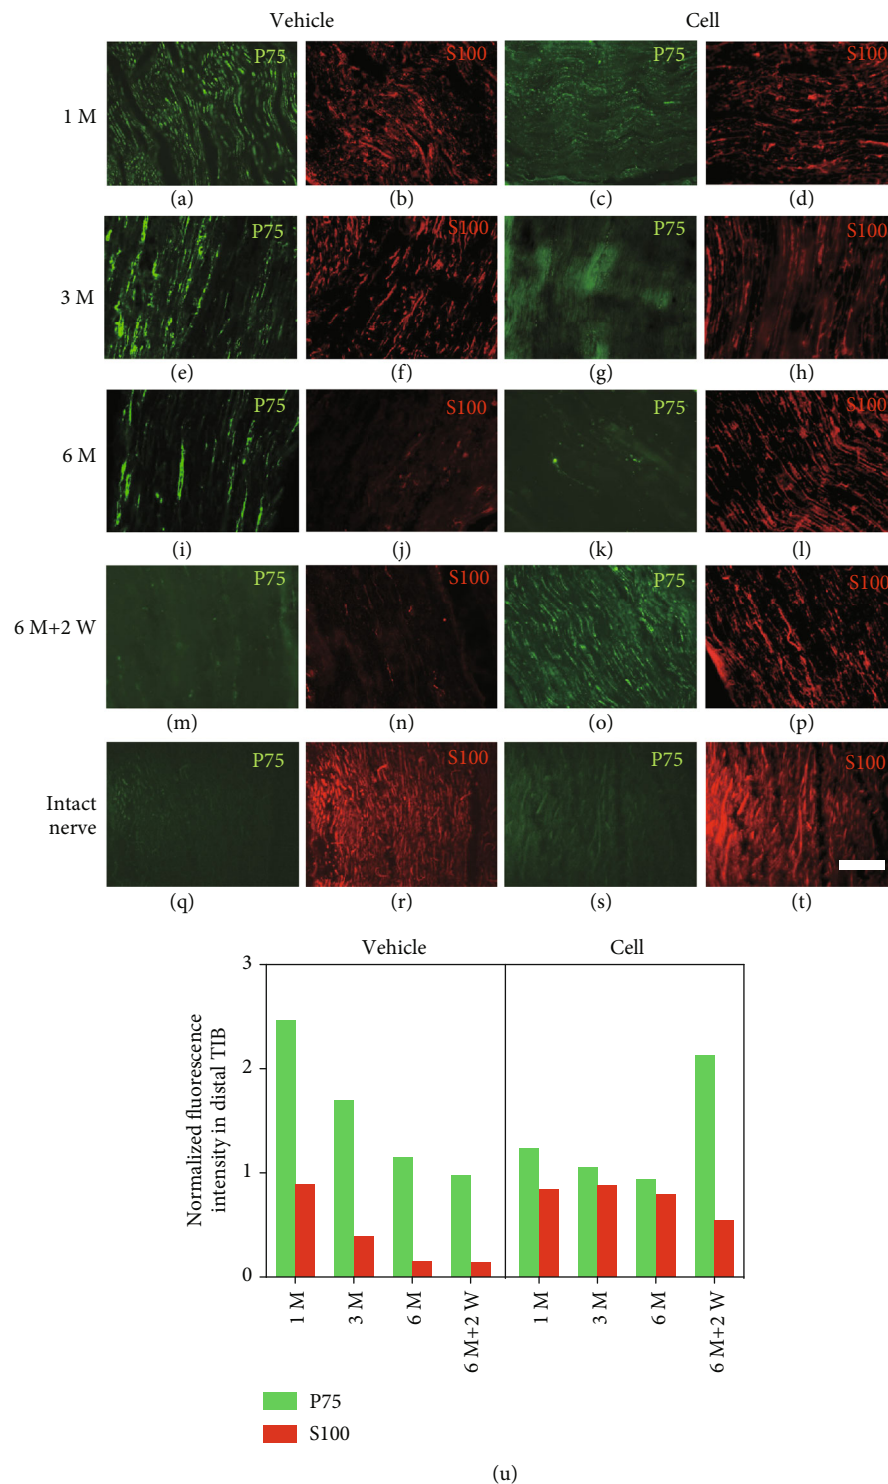 Vehicle Cell
1 M
P75 S100 P75 S100
(a) (b) (c) (d)
3 M
P75 S100 P75 S100
(e) (f) (g) (h)
6 M
P75 S100 P75 S100
(i) (j) (k) (l)
6 M+2 W
P75 S100 P75 S100
(m) (n) (o) (p)
Intact
nerve
P75 S100 P75 S100
(q) (r) (s) (t)
Vehicle Cell
Normalized fluorescence
intensity in distal TIB
3
2
1
0
1 M 3 M 6 M 6 M+2 W 1 M 3 M 6 M 6 M+2 W
P75
S100
(u)